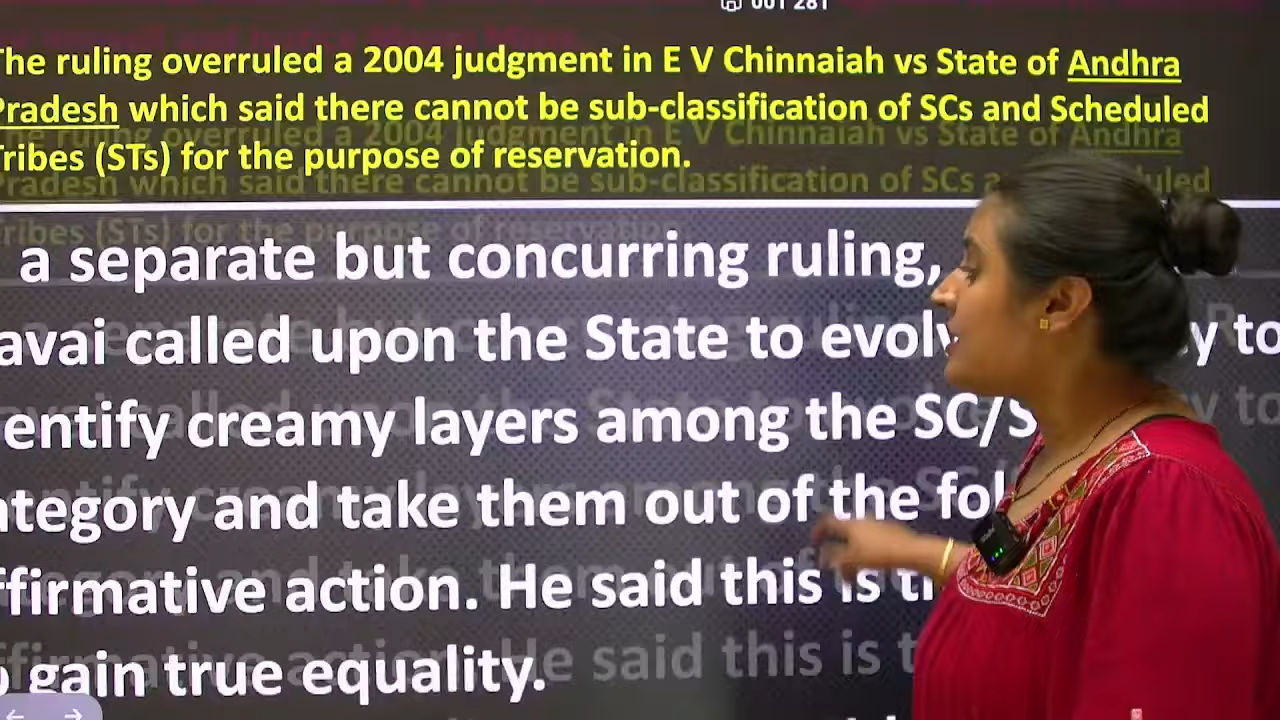 001 281
The ruling overruled a 2004 judgment in E V Chinnaiah vs State of Andhra
Pradesh which said there cannot be sub-classification of SCs and Scheduled
Tribes (STs) for the purpose of reservation.
a separate but concurring ruling,
avai called upon the State to evolv y to
entify creamy layers among the SC/S
ategory and take them out of the fol
ffirmative action. He said this is t
o gain true equality.